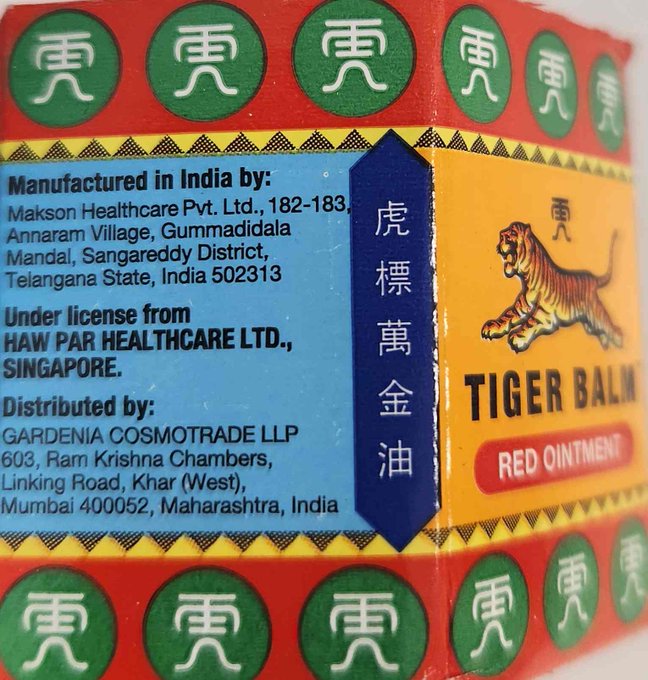 Manufactured in India by:
Makson Healthcare Pvt. Ltd., 182-183,
Annaram Village, Gummadidala
Mandal, Sangareddy District,
Telangana State, India 502313
Under license from
HAW PAR HEALTHCARE LTD.,
SINGAPORE.
Distributed by:
GARDENIA COSMOTRADE LLP
603, Ram Krishna Chambers,
Linking Road, Khar (West),
Mumbai 400052, Maharashtra, India
虎標萬金油
TIGER BALM
RED OINTMENT